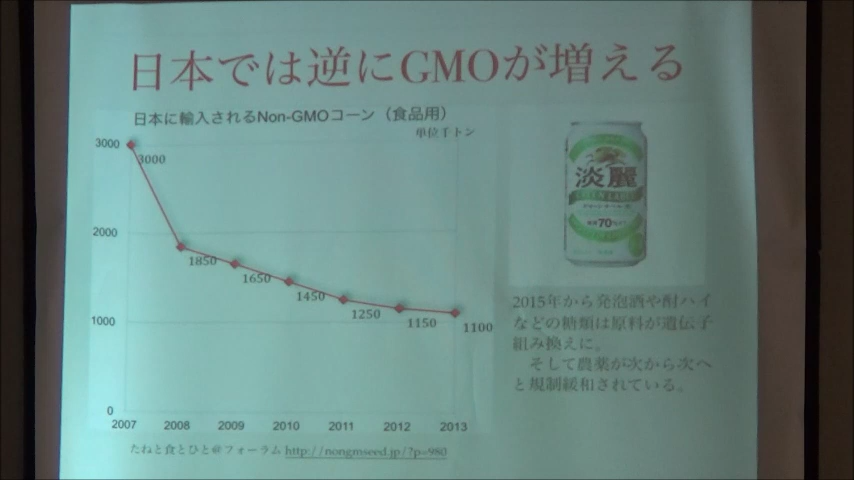 日本では逆にGMOが増える
日本に輸入されるNon-GMOコーン（食品用）
単位千トン
3000
3000
2000
1850
1650
1450
1250
1150
1100
1000
0
2007 2008 2009 2010 2011 2012 2013
たねと食とひと@フォーラム http://nongmseed.jp/?p=980
淡麗
GREEN LABEL
70%
2015年から発泡酒や酎ハイ
などの糖類は原料が遺伝子
組み換えに。
そして農薬が次から次へ
と規制緩和されている。